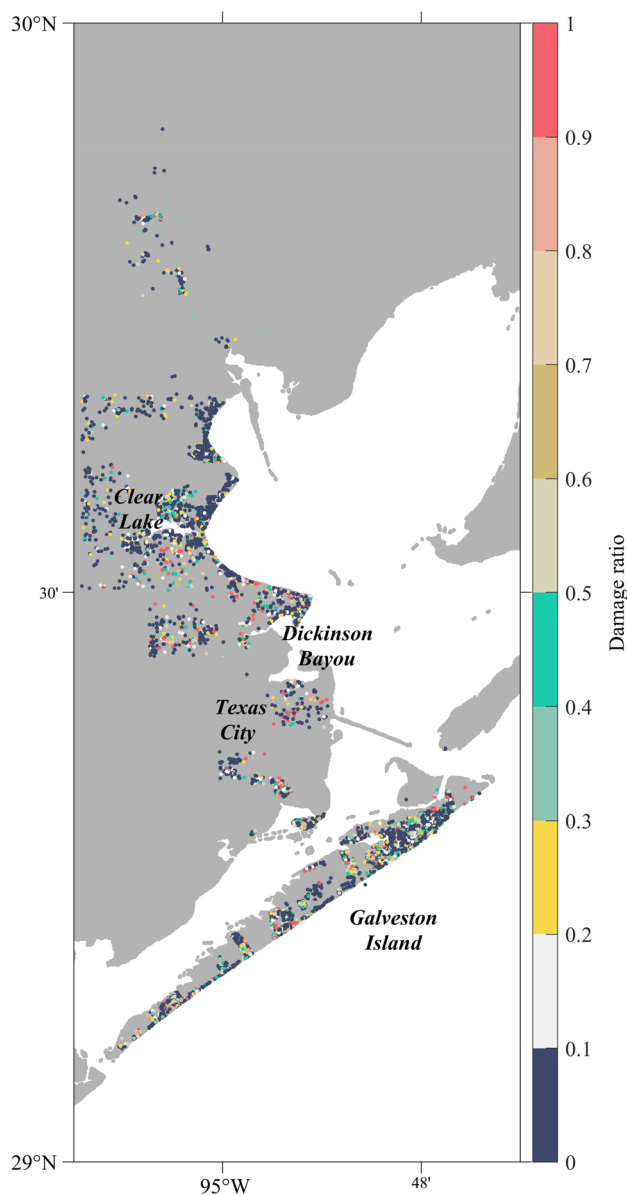 30°N
1
0.9
0.8
0.7
0.6
Clear
Lake
30'
0.5
Damage ratio
Dickinson
Bayou
Texas
City
0.4
0.3
Galveston
Island
0.2
0.1
29°N
0
95°W
48'